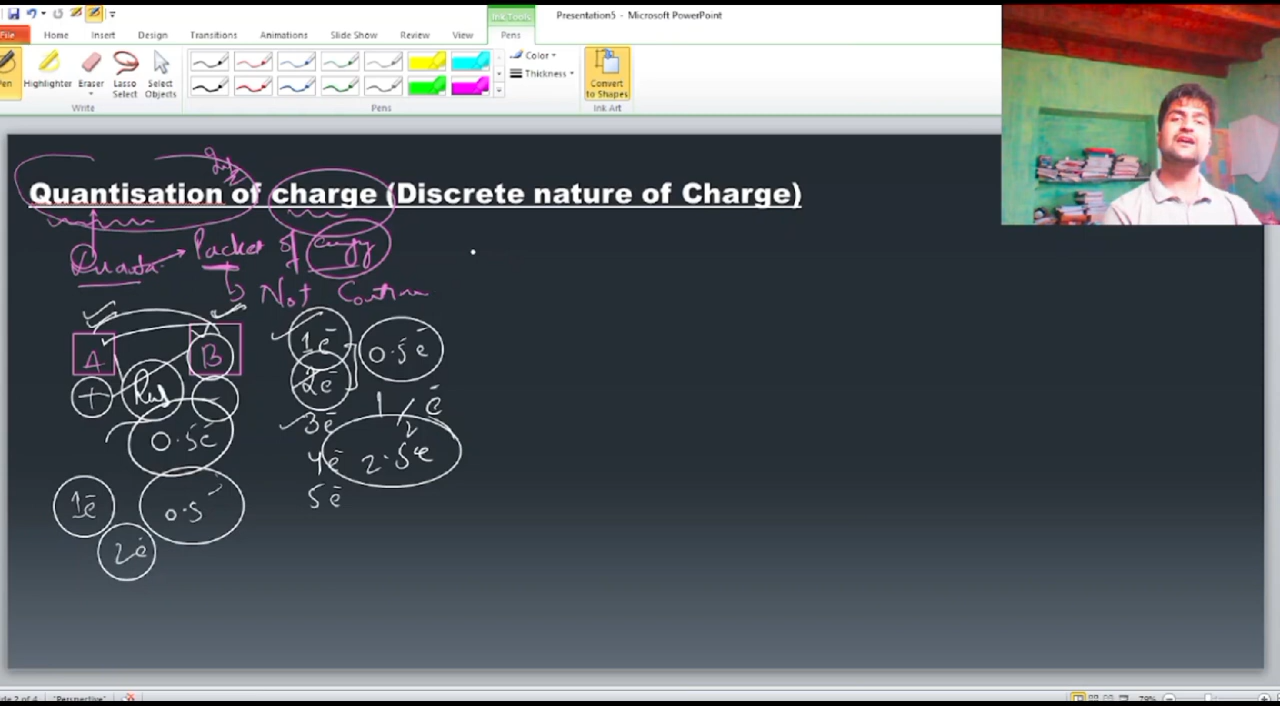 Presentation5 - Microsoft PowerPoint
Ink Tools
File Home Insert Design Transitions Animations Slide Show Review View Pens
Pen Highlighter Eraser Lasso Select Select Objects
Color
Thickness
Convert to Shapes
Write Pens Ink Art
Quantisation of charge (Discrete nature of Charge)
Quanta Packet of energy
Not Contin
A B
+ Rub -
0.5e̅
1e̅ 0.5
2e̅
1e̅
2e̅ 0.5e̅
3e̅ 1/2 e̅
4e̅ 2.5e̅
5e̅
"Perspective" 79%